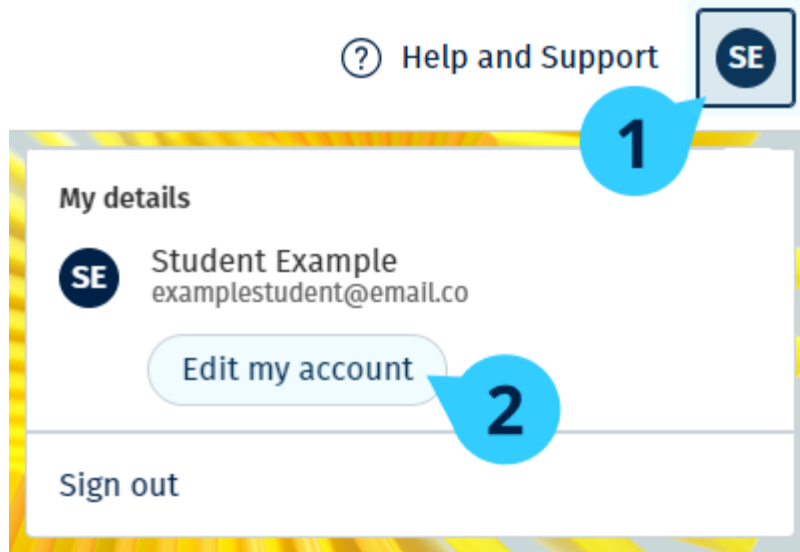 ? Help and Support SE
1
My details
SE Student Example
examplestudent@email.co
Edit my account
2
Sign out